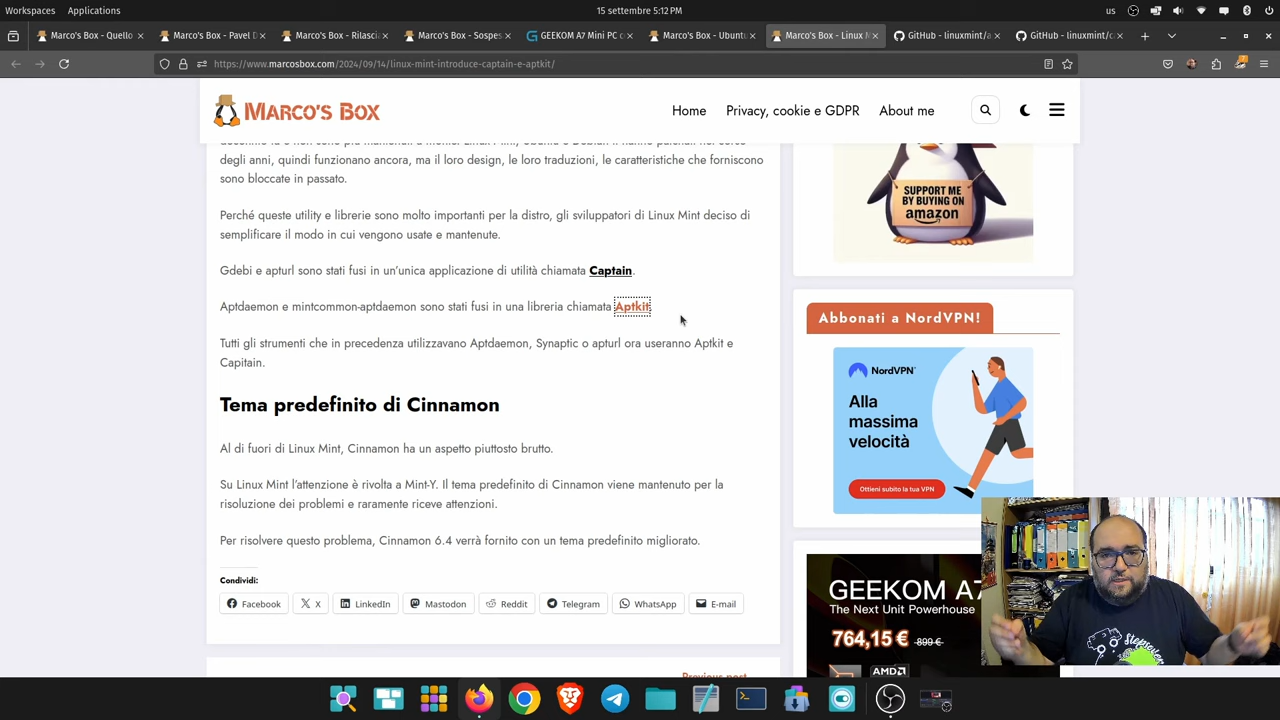 Workspaces Applications 15 settembre 5:12 PM us
Marco's Box - Quello
Marco's Box - Pavel D
Marco's Box - Rilascia
Marco's Box - Sospes
GEEKOM A7 Mini PC c
Marco's Box - Ubuntu
Marco's Box - Linux M
GitHub - linuxmint/a
GitHub - linuxmint/c
https://www.marcosbox.com/2024/09/14/linux-mint-introduce-captain-e-aptkit/
MARCO'S BOX
Home Privacy, cookie e GDPR About me
degli anni, quindi funzionano ancora, ma il loro design, le loro traduzioni, le caratteristiche che forniscono
sono bloccate in passato.
Perché queste utility e librerie sono molto importanti per la distro, gli sviluppatori di Linux Mint deciso di
semplificare il modo in cui vengono usate e mantenute.
Gdebi e apturl sono stati fusi in un'unica applicazione di utilità chiamata Captain.
Aptdaemon e mintcommon-aptdaemon sono stati fusi in una libreria chiamata Aptkit
Tutti gli strumenti che in precedenza utilizzavano Aptdaemon, Synaptic o apturl ora useranno Aptkit e
Capitain.
Tema predefinito di Cinnamon
Al di fuori di Linux Mint, Cinnamon ha un aspetto piuttosto brutto.
Su Linux Mint l'attenzione è rivolta a Mint-Y. Il tema predefinito di Cinnamon viene mantenuto per la
risoluzione dei problemi e raramente riceve attenzioni.
Per risolvere questo problema, Cinnamon 6.4 verrà fornito con un tema predefinito migliorato.
Condividi:
Facebook X LinkedIn Mastodon Reddit Telegram WhatsApp E-mail
Previous post
SUPPORT ME
BY BUYING ON
amazon
Abbonati a NordVPN!
NordVPN
Alla
massima
velocità
Ottieni subito la tua VPN
GEEKOM A7
The Next Unit Powerhouse
764,15 € 899 €
AMD